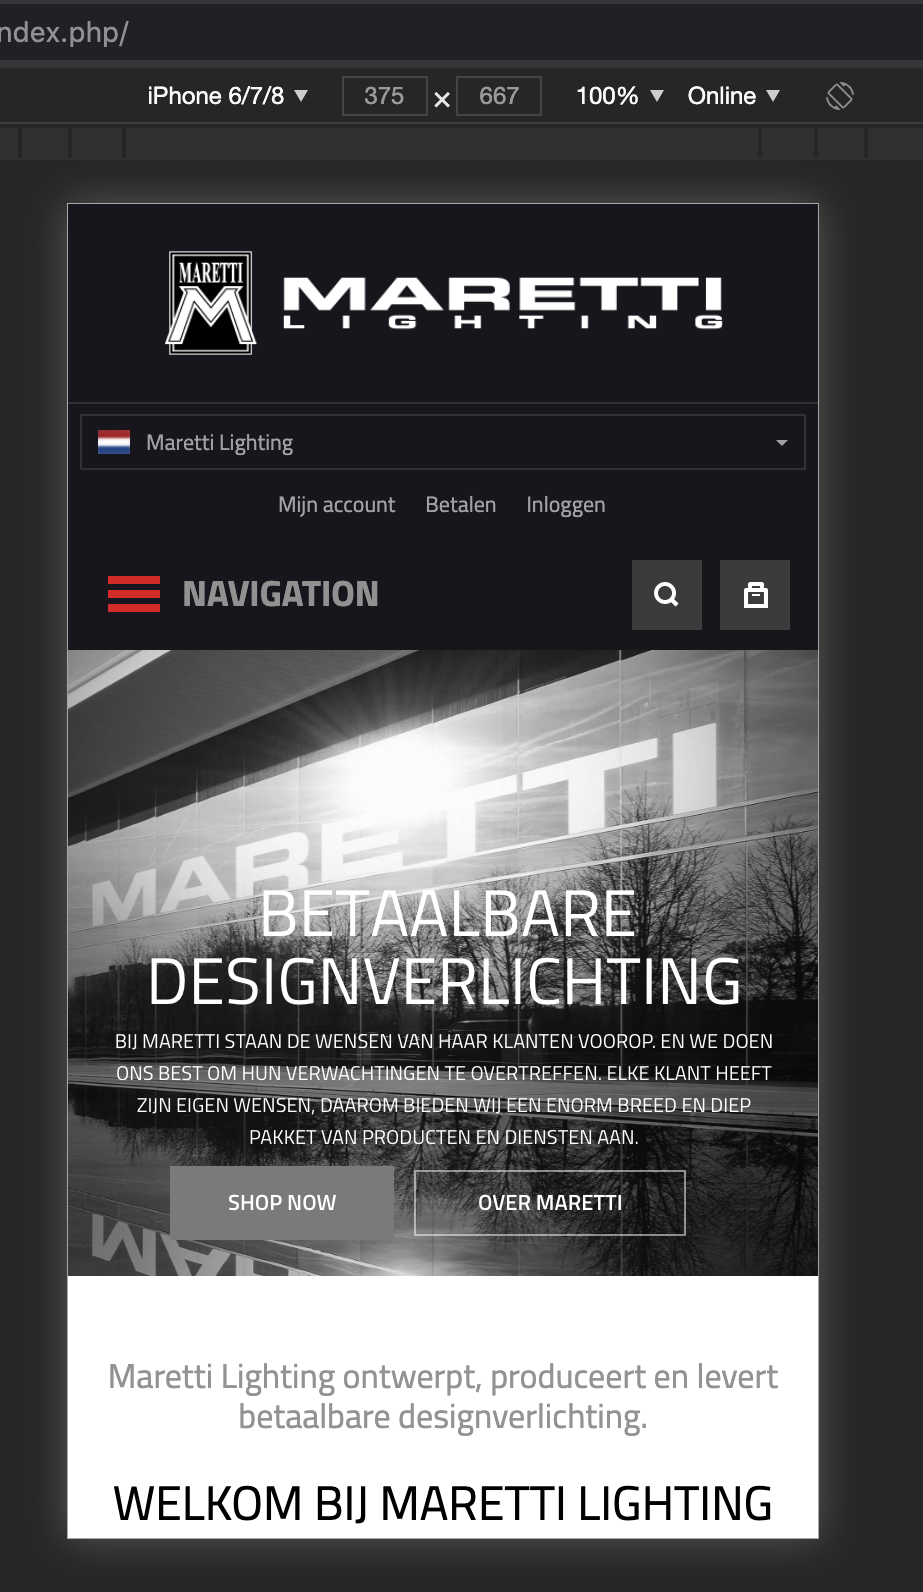 ndex.php/
iPhone 6/7/8 ▼ 375 × 667 100% ▼ Online ▼
MARETTI
M
MARETTI
LIGHTING
Maretti Lighting
Mijn account Betalen Inloggen
NAVIGATION
MARETTI
BETAALBARE
DESIGNVERLICHTING
BIJ MARETTI STAAN DE WENSEN VAN HAAR KLANTEN VOOROP. EN WE DOEN
ONS BEST OM HUN VERWACHTINGEN TE OVERTREFFEN. ELKE KLANT HEEFT
ZIJN EIGEN WENSEN, DAAROM BIEDEN WIJ EEN ENORM BREED EN DIEP
PAKKET VAN PRODUCTEN EN DIENSTEN AAN.
SHOP NOW OVER MARETTI
Maretti Lighting ontwerpt, produceert en levert
betaalbare designverlichting.
WELKOM BIJ MARETTI LIGHTING